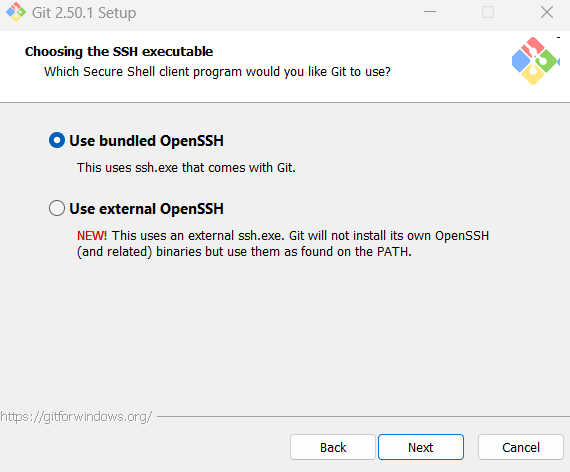 Git 2.50.1 Setup
Choosing the SSH executable
Which Secure Shell client program would you like Git to use?
Use bundled OpenSSH
This uses ssh.exe that comes with Git.
Use external OpenSSH
NEW! This uses an external ssh.exe. Git will not install its own OpenSSH
(and related) binaries but use them as found on the PATH.
https://gitforwindows.org/
Back
Next
Cancel